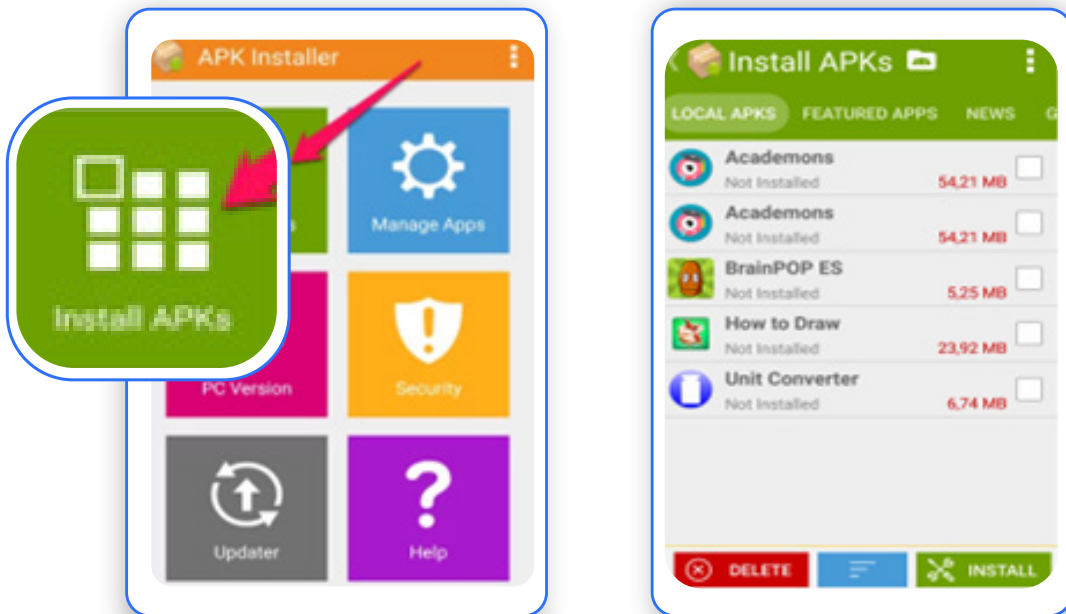 APK Installer
Install APKs
Manage Apps
PC Version
Security
Updater
Help
Install APKs
LOCAL APKS FEATURED APPS NEWS G
Academons
Not Installed 54,21 MB
Academons
Not Installed 54,21 MB
BrainPOP ES
Not Installed 5,25 MB
How to Draw
Not Installed 23,92 MB
Unit Converter
Not Installed 6,74 MB
DELETE INSTALL